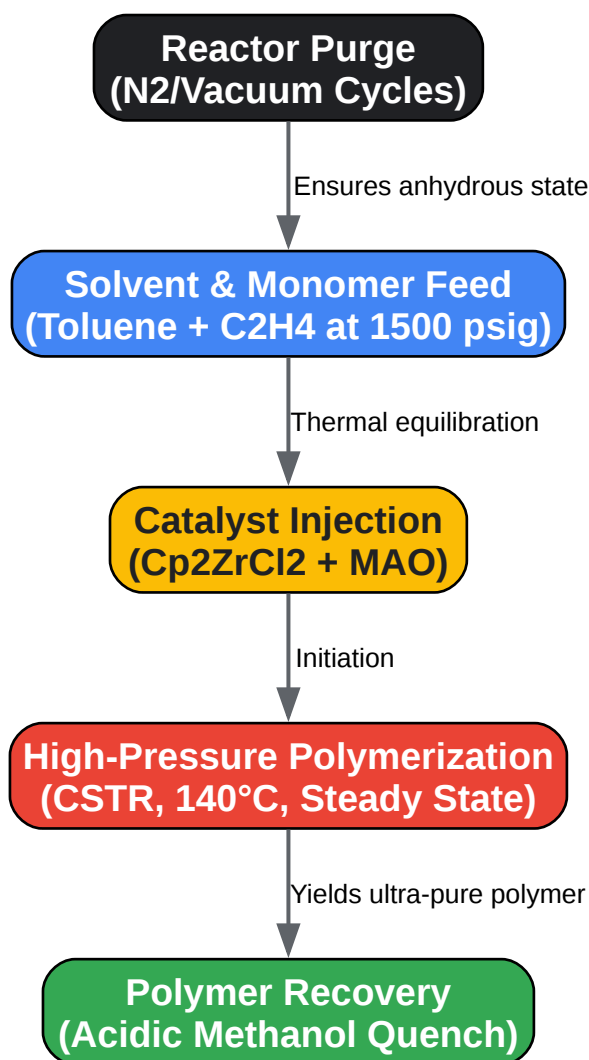 Reactor Purge
(N2/Vacuum Cycles)
Ensures anhydrous state
Solvent & Monomer Feed
(Toluene + C2H4 at 1500 psig)
Thermal equilibration
Catalyst Injection
(Cp2ZrCl2 + MAO)
Initiation
High-Pressure Polymerization
(CSTR, 140°C, Steady State)
Yields ultra-pure polymer
Polymer Recovery
(Acidic Methanol Quench)